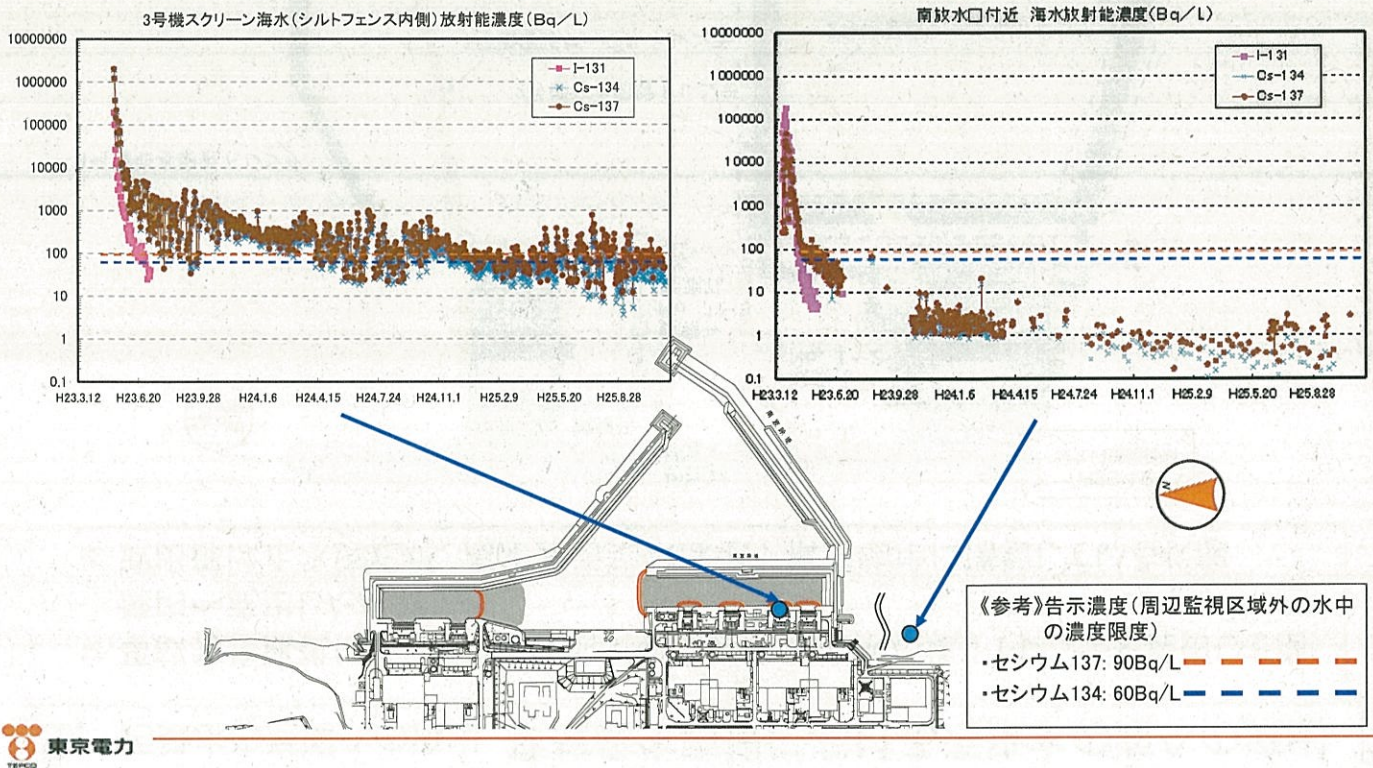 3号機スクリーン海水(シルトフェンス内側)放射能濃度(Bq/L)
10000000
1000000
100000
10000
1000
100
10
1
0.1
I-131
Cs-134
Cs-137
H23.3.12 H23.6.20 H23.9.28 H24.1.6 H24.4.15 H24.7.24 H24.11.1 H25.2.9 H25.5.20 H25.8.28
南放水口付近 海水放射能濃度(Bq/L)
1000000
1000000
100000
10000
1000
100
10
1
0.1
I-131
Cs-134
Cs-137
H23.3.12 H23.6.20 H23.9.28 H24.1.6 H24.4.15 H24.7.24 H24.11.1 H25.2.9 H25.5.20 H25.8.28
N
《参考》告示濃度(周辺監視区域外の水中
の濃度限度)
・セシウム137: 90Bq/L
・セシウム134: 60Bq/L
東京電力
TEPCO